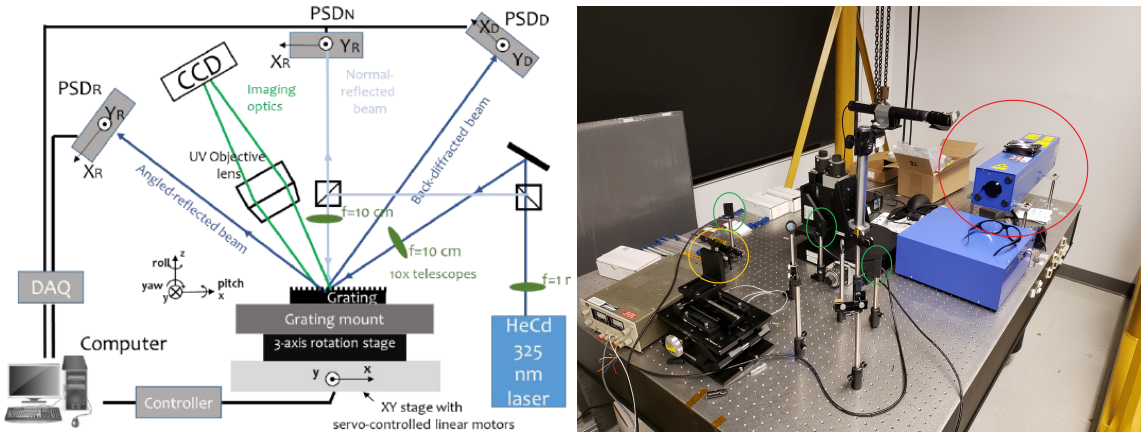 PSDN
PSDD
XD
YD
XR
YR
CCD
Imaging
optics
Normal-
reflected
beam
PSDR
YR
XR
UV Objective
lens
Back-diffracted beam
Angled-reflected beam
f=10 cm
f=10 cm
10x telescopes
f=1
z
roll
yaw
pitch
y
x
DAQ
Grating
Grating mount
3-axis rotation stage
HeCd
325
nm
laser
Computer
y
x
Controller
XY stage with
servo-controlled linear motors